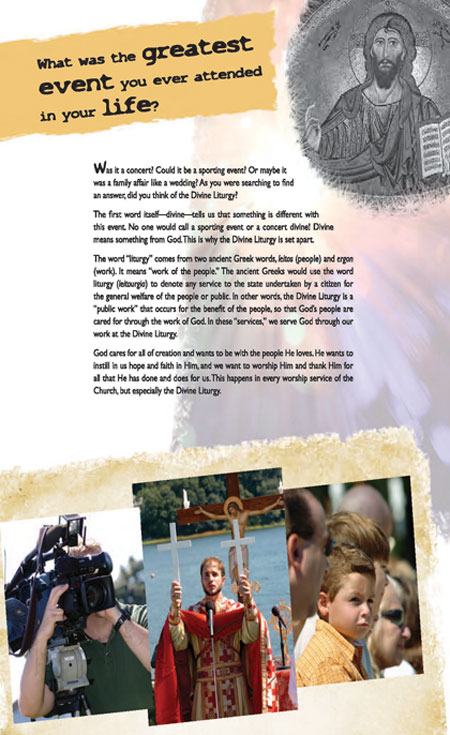 What was the greatest
event you ever attended
in your life?
Was it a concert? Could it be a sporting event? Or maybe it
was a family affair like a wedding? As you were searching to find
an answer, did you think of the Divine Liturgy?
The first word itself—divine—tells us that something is different with
this event. No one would call a sporting event or a concert divine! Divine
means something from God. This is why the Divine Liturgy is set apart.
The word “liturgy” comes from two ancient Greek words, leitos (people) and ergon
(work). It means “work of the people.” The ancient Greeks would use the word
liturgy (leitourgia) to denote any service to the state undertaken by a citizen for
the general welfare of the people or public. In other words, the Divine Liturgy is a
“public work” that occurs for the benefit of the people, so that God’s people are
cared for through the work of God. In these “services,” we serve God through our
work at the Divine Liturgy.
God cares for all of creation and wants to be with the people He loves. He wants to
instill in us hope and faith in Him, and we want to worship Him and thank Him for
all that He has done and does for us. This happens in every worship service of the
Church, but especially the Divine Liturgy.